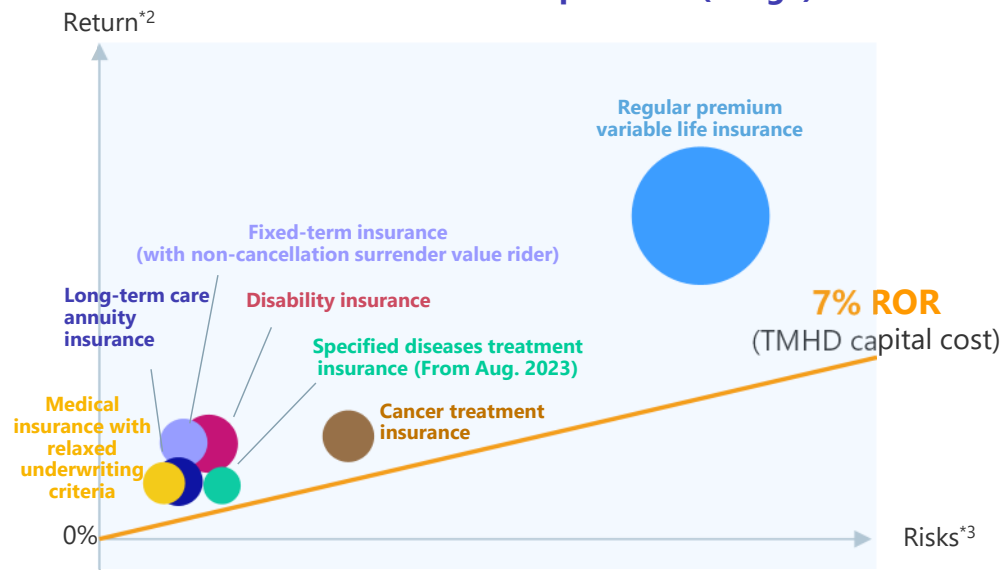 Return*2
Regular premium
variable life insurance
Fixed-term insurance
(with non-cancellation surrender value rider)
Long-term care
annuity
insurance
Disability insurance
Specified diseases treatment
insurance (From Aug. 2023)
7% ROR
(TMHD capital cost)
Medical
insurance with
relaxed
underwriting
criteria
Cancer treatment
insurance
0%
Risks*3